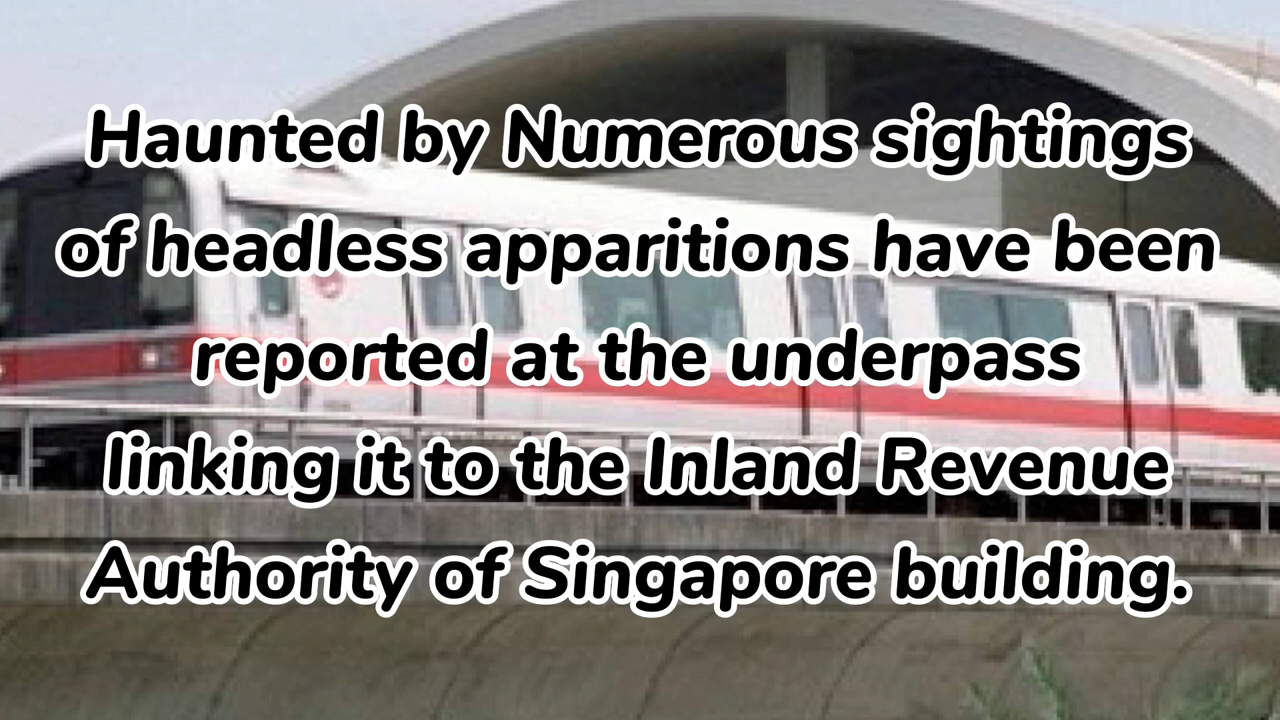 Haunted by Numerous sightings
of headless apparitions have been
reported at the underpass
linking it to the Inland Revenue
Authority of Singapore building.